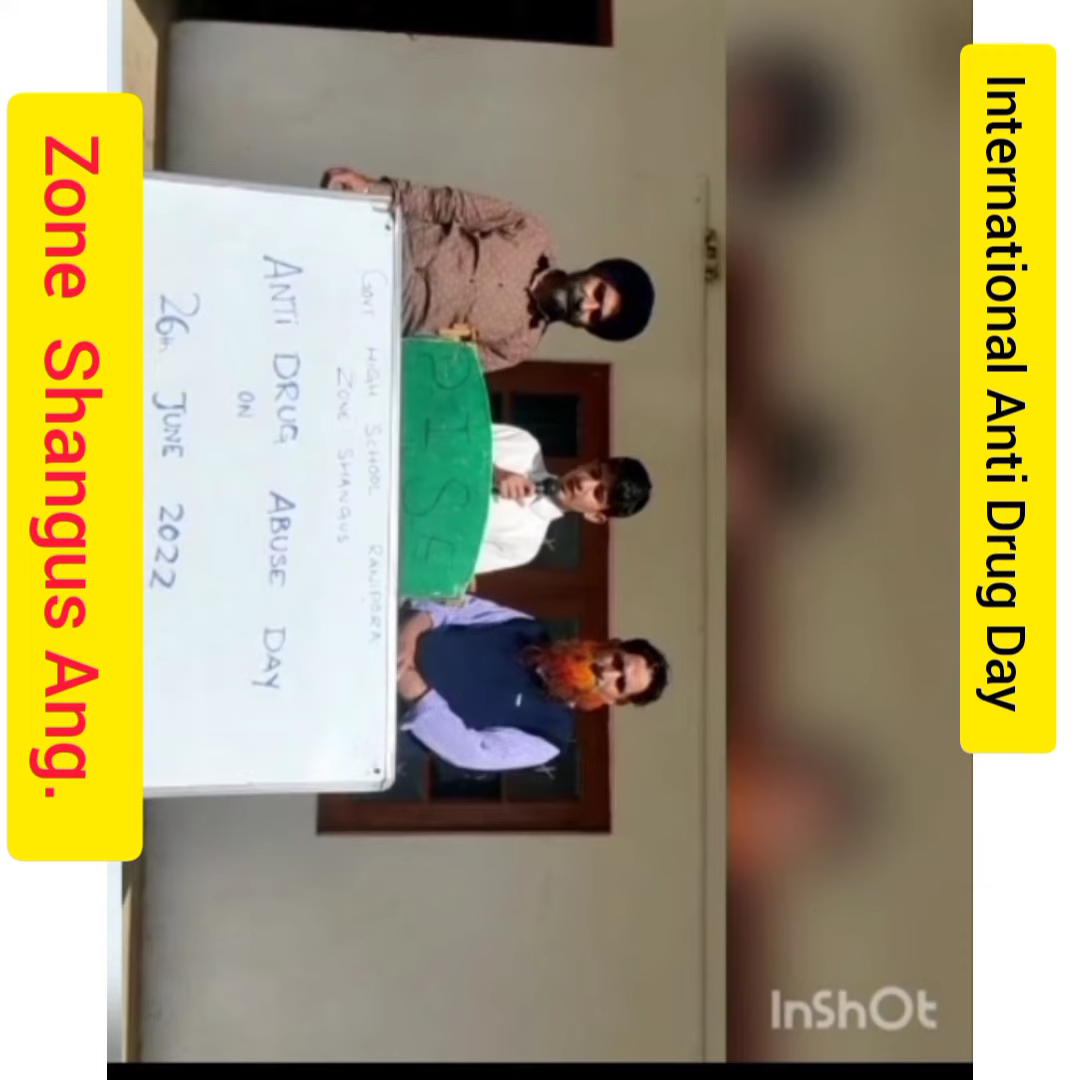 International Anti Drug Day
GOVT HIGH SCHOOL RANIPORA
ZONE SHANGUS
ANTI DRUG ABUSE DAY
ON
26th JUNE 2022
Zone Shangus Ang.
InShOt